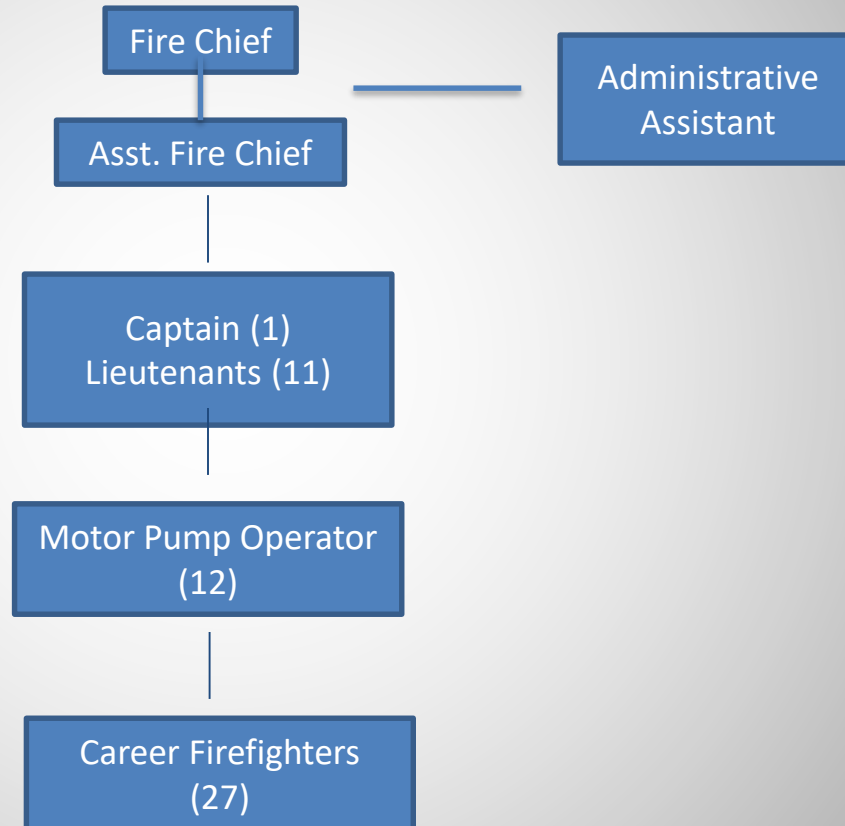 Fire Chief
Administrative
Assistant
Asst. Fire Chief
Captain (1)
Lieutenants (11)
Motor Pump Operator
(12)
Career Firefighters
(27)